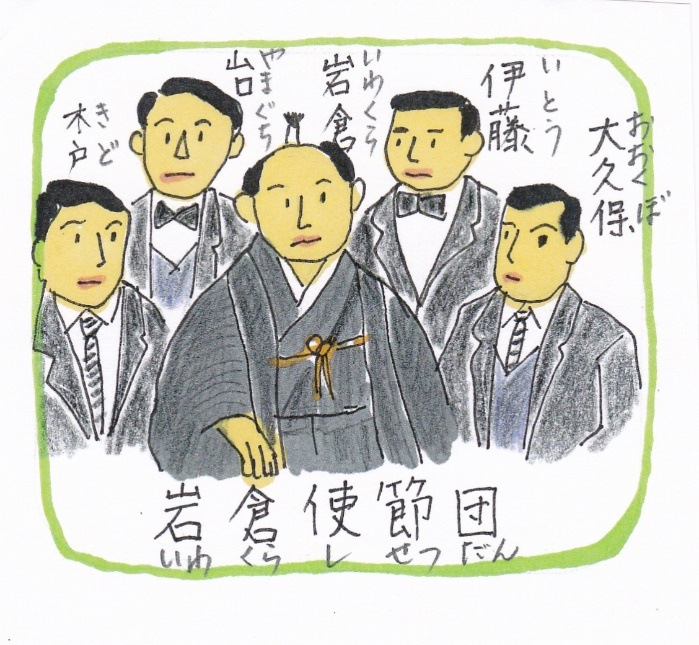 木戸
きど
山口
やまぐち
岩倉
いわくら
伊藤
いとう
大久保
おおくぼ
岩倉使節団
いわくらしせつだん